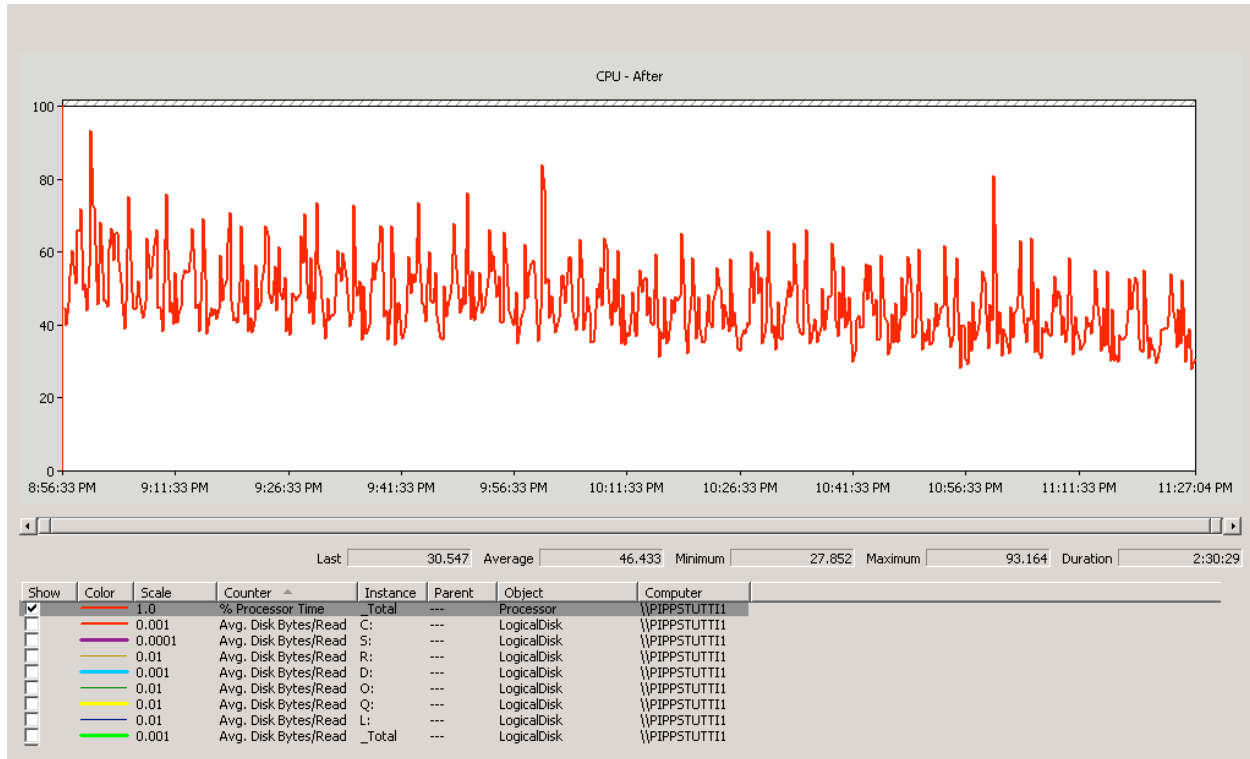 CPU - After
100
80
60
40
20
0
8:56:33 PM 9:11:33 PM 9:26:33 PM 9:41:33 PM 9:56:33 PM 10:11:33 PM 10:26:33 PM 10:41:33 PM 10:56:33 PM 11:11:33 PM 11:27:04 PM
Last 30.547 Average 46.433 Minimum 27.852 Maximum 93.164 Duration 2:30:29
Show Color Scale Counter Instance Parent Object Computer
1.0 % Processor Time _Total --- Processor \\PIPPSTUTTI1
0.001 Avg. Disk Bytes/Read C: --- LogicalDisk \\PIPPSTUTTI1
0.0001 Avg. Disk Bytes/Read S: --- LogicalDisk \\PIPPSTUTTI1
0.01 Avg. Disk Bytes/Read R: --- LogicalDisk \\PIPPSTUTTI1
0.001 Avg. Disk Bytes/Read D: --- LogicalDisk \\PIPPSTUTTI1
0.01 Avg. Disk Bytes/Read O: --- LogicalDisk \\PIPPSTUTTI1
0.01 Avg. Disk Bytes/Read Q: --- LogicalDisk \\PIPPSTUTTI1
0.01 Avg. Disk Bytes/Read L: --- LogicalDisk \\PIPPSTUTTI1
0.001 Avg. Disk Bytes/Read _Total --- LogicalDisk \\PIPPSTUTTI1